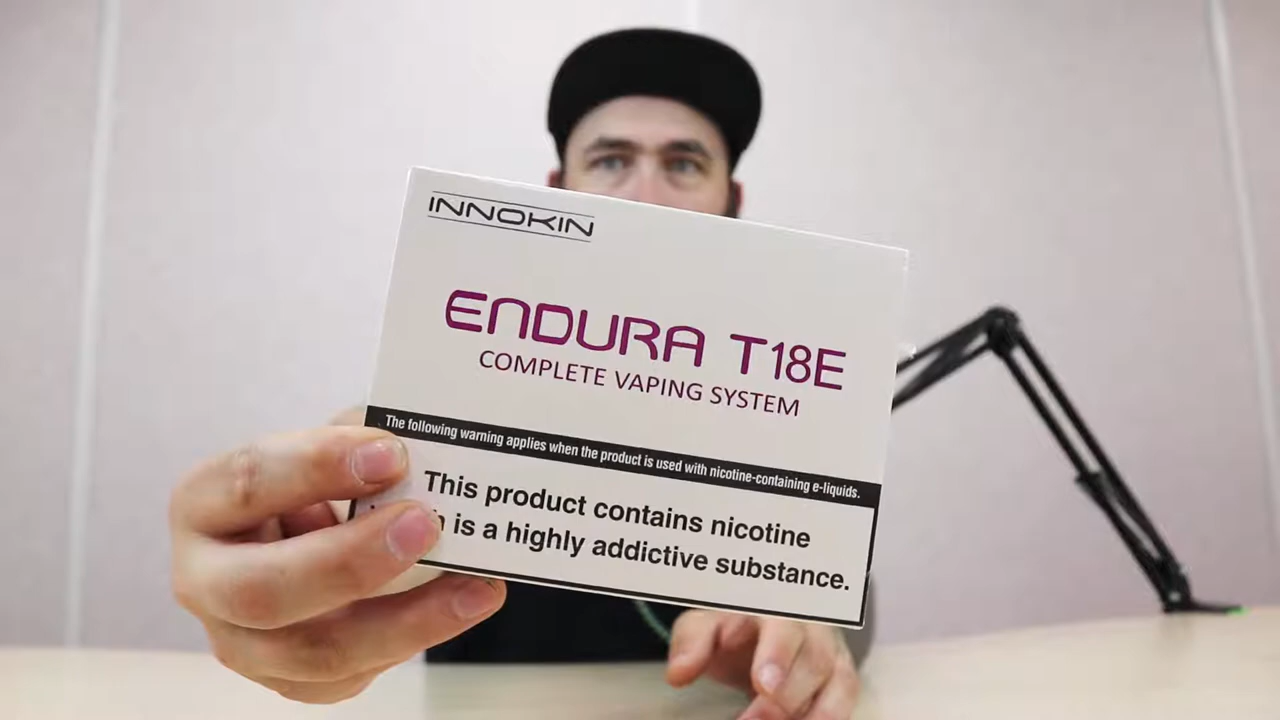 INNOKIN
ENDURA T18E
COMPLETE VAPING SYSTEM
The following warning applies when the product is used with nicotine-containing e-liquids.
This product contains nicotine
is a highly addictive substance.